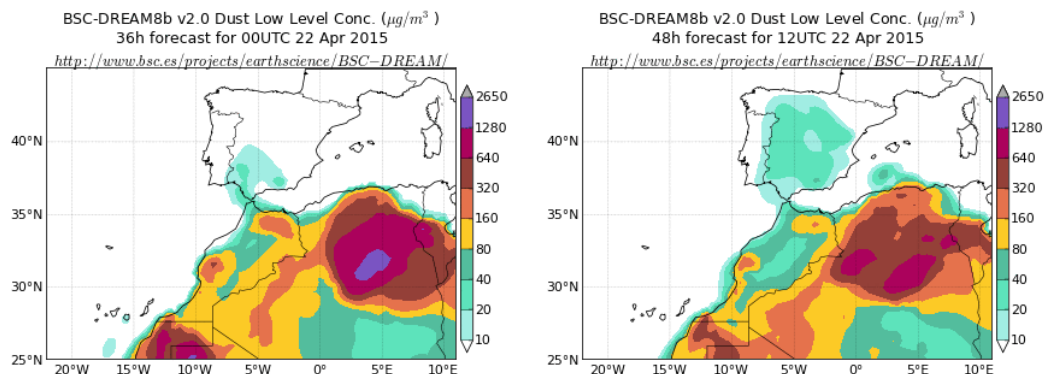 BSC-DREAM8b v2.0 Dust Low Level Conc. (μg/m³ )
36h forecast for 00UTC 22 Apr 2015
http://www.bsc.es/projects/earthscience/BSC−DREAM/
40°N
35°N
30°N
25°N
20°W 15°W 10°W 5°W 0°E 5°E 10°E
2650
1280
640
320
160
80
40
20
10
BSC-DREAM8b v2.0 Dust Low Level Conc. (μg/m³ )
48h forecast for 12UTC 22 Apr 2015
http://www.bsc.es/projects/earthscience/BSC−DREAM/
40°N
35°N
30°N
25°N
20°W 15°W 10°W 5°W 0°E 5°E 10°E
2650
1280
640
320
160
80
40
20
10